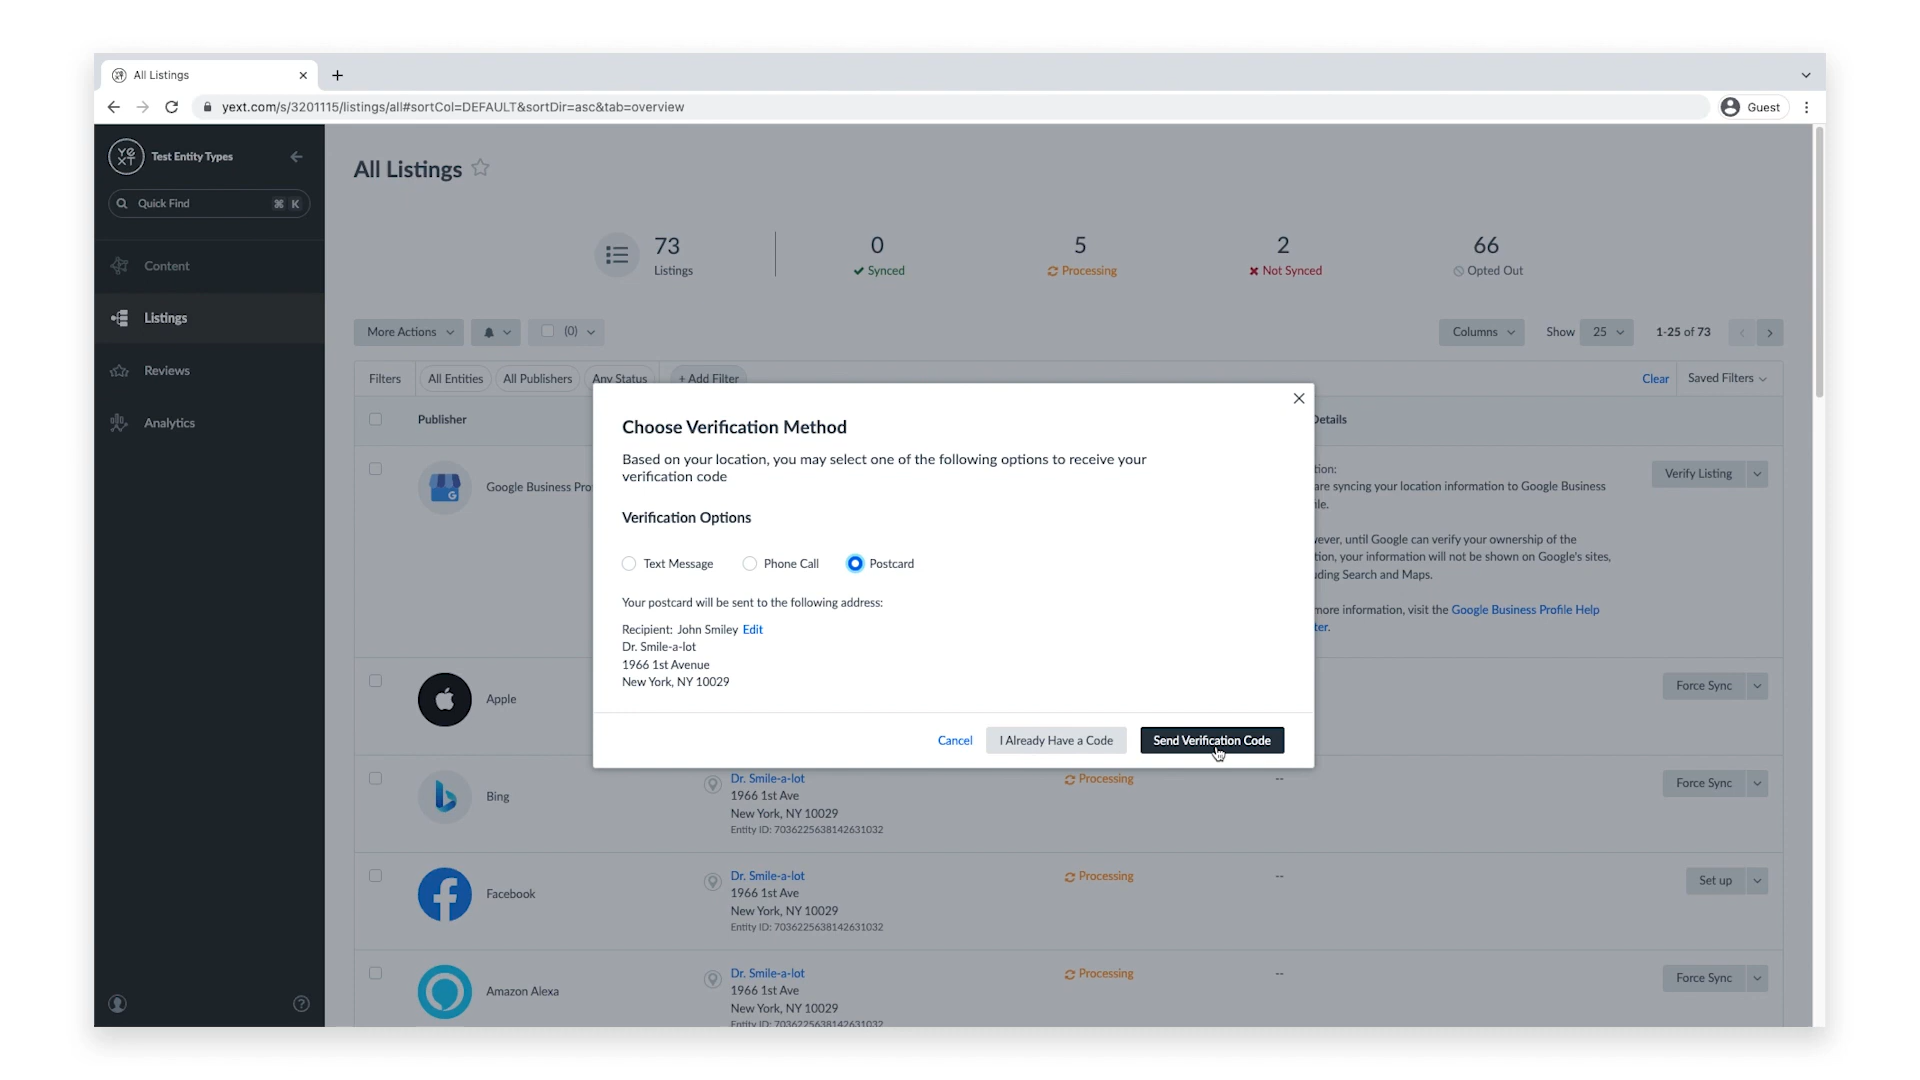 All Listings
yext.com/s/3201115/listings/all#sortCol=DEFAULT&sortDir=asc&tab=overview
Guest
YEXT
Test Entity Types
Quick Find
⌘ K
Content
Listings
Reviews
Analytics
All Listings
73
Listings
0
Synced
5
Processing
2
Not Synced
66
Opted Out
More Actions
(0)
Columns
Show
25
1-25 of 73
Filters
All Entities
All Publishers
Any Status
+ Add Filter
Clear
Saved Filters
Publisher
Details
Google Business Pro
tion:
are syncing your location information to Google Business
ile.
ever, until Google can verify your ownership of the
tion, your information will not be shown on Google's sites,
uding Search and Maps.
more information, visit the Google Business Profile Help
ter.
Verify Listing
Choose Verification Method
Based on your location, you may select one of the following options to receive your
verification code
Verification Options
Text Message
Phone Call
Postcard
Your postcard will be sent to the following address:
Recipient: John Smiley Edit
Dr. Smile-a-lot
1966 1st Avenue
New York, NY 10029
Cancel
I Already Have a Code
Send Verification Code
Apple
Force Sync
Bing
Dr. Smile-a-lot
1966 1st Ave
New York, NY 10029
Entity ID: 7036225638142631032
Processing
--
Force Sync
Facebook
Dr. Smile-a-lot
1966 1st Ave
New York, NY 10029
Entity ID: 7036225638142631032
Processing
--
Set up
Amazon Alexa
Dr. Smile-a-lot
1966 1st Ave
New York, NY 10029
Entity ID: 7036225638142631032
Processing
--
Force Sync